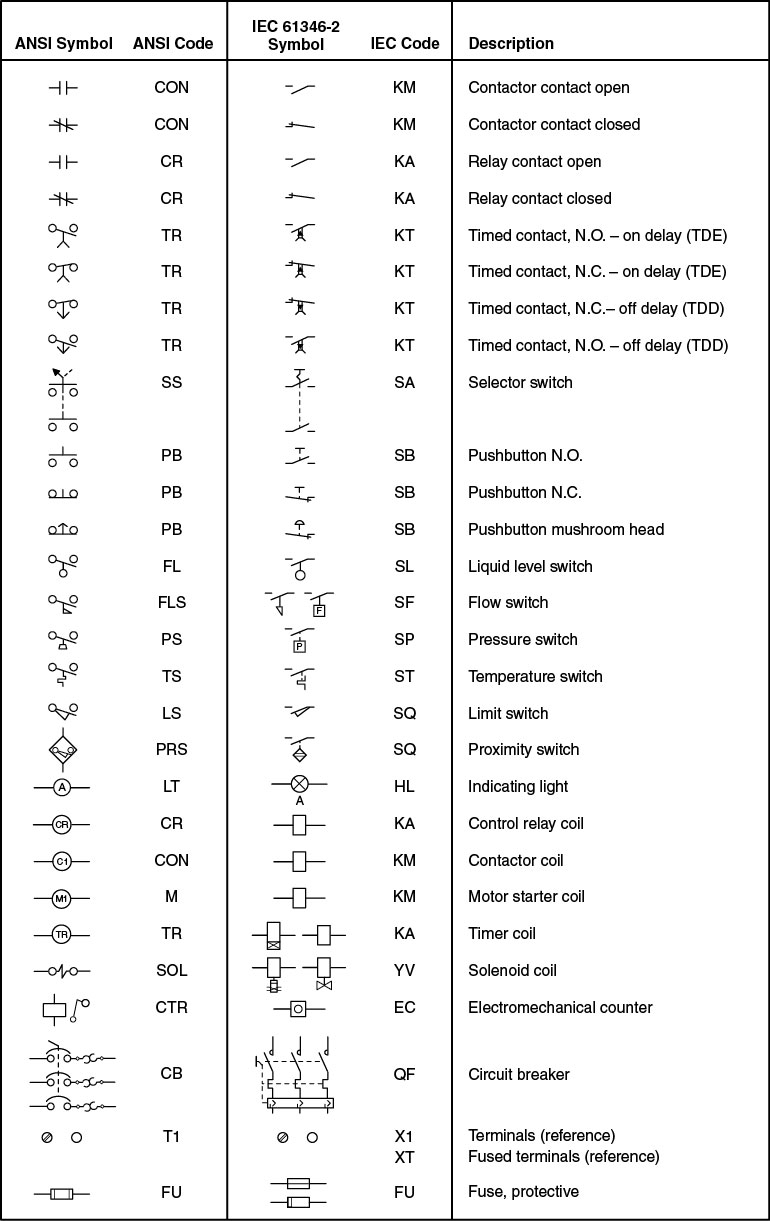 ANSI Symbol ANSI Code IEC 61346-2 Symbol IEC Code Description
CON KM Contactor contact open
CON KM Contactor contact closed
CR KA Relay contact open
CR KA Relay contact closed
TR KT Timed contact, N.O. – on delay (TDE)
TR KT Timed contact, N.C. – on delay (TDE)
TR KT Timed contact, N.C.– off delay (TDD)
TR KT Timed contact, N.O. – off delay (TDD)
SS SA Selector switch
PB SB Pushbutton N.O.
PB SB Pushbutton N.C.
PB SB Pushbutton mushroom head
FL SL Liquid level switch
FLS F SF Flow switch
PS P SP Pressure switch
TS ST Temperature switch
LS SQ Limit switch
PRS SQ Proximity switch
A LT A HL Indicating light
CR CR KA Control relay coil
C1 CON KM Contactor coil
M1 M KM Motor starter coil
TR TR KA Timer coil
SOL YV Solenoid coil
CTR EC Electromechanical counter
CB QF Circuit breaker
T1 X1 Terminals (reference)
XT Fused terminals (reference)
FU FU Fuse, protective